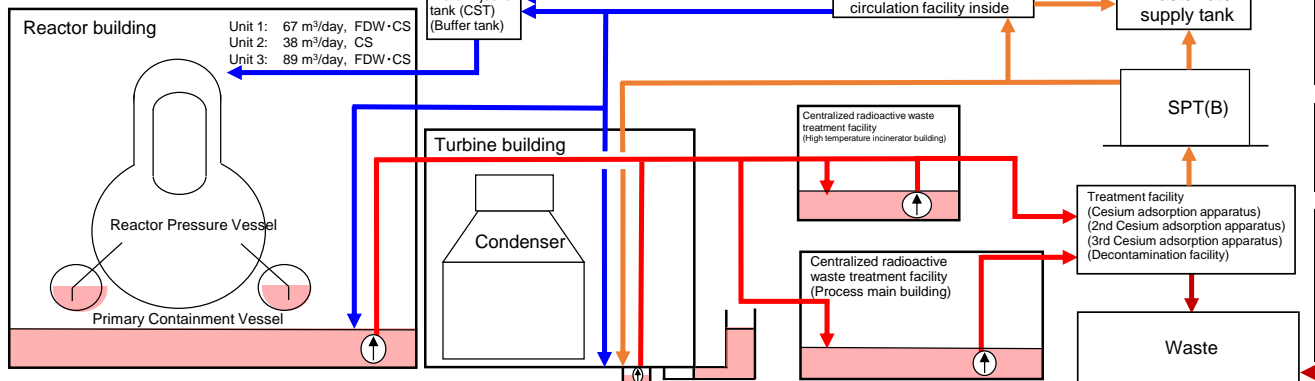 tank (CST)
(Buffer tank)
circulation facility inside
supply tank
Reactor building
Unit 1: 67 m³/day, FDW・CS
Unit 2: 38 m³/day, CS
Unit 3: 89 m³/day, FDW・CS
SPT(B)
Centralized radioactive waste
treatment facility
(High temperature incinerator building)
Turbine building
Treatment facility
(Cesium adsorption apparatus)
(2nd Cesium adsorption apparatus)
(3rd Cesium adsorption apparatus)
(Decontamination facility)
Reactor Pressure Vessel
Condenser
Centralized radioactive
waste treatment facility
(Process main building)
Primary Containment Vessel
Waste